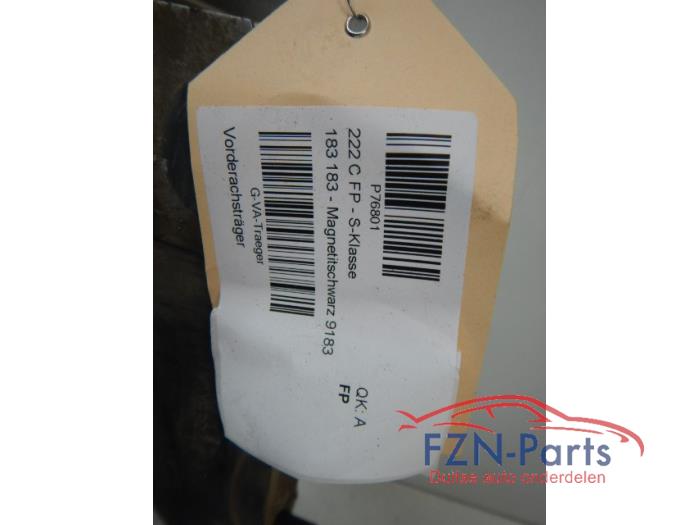 P76801
222 C FP - S-Klasse
183 183 - Magnetitschwarz 9183
G-VA-Traeger
Vorderachsträger
QK: A
FP
FZN-Parts
Duitse auto onderdelen